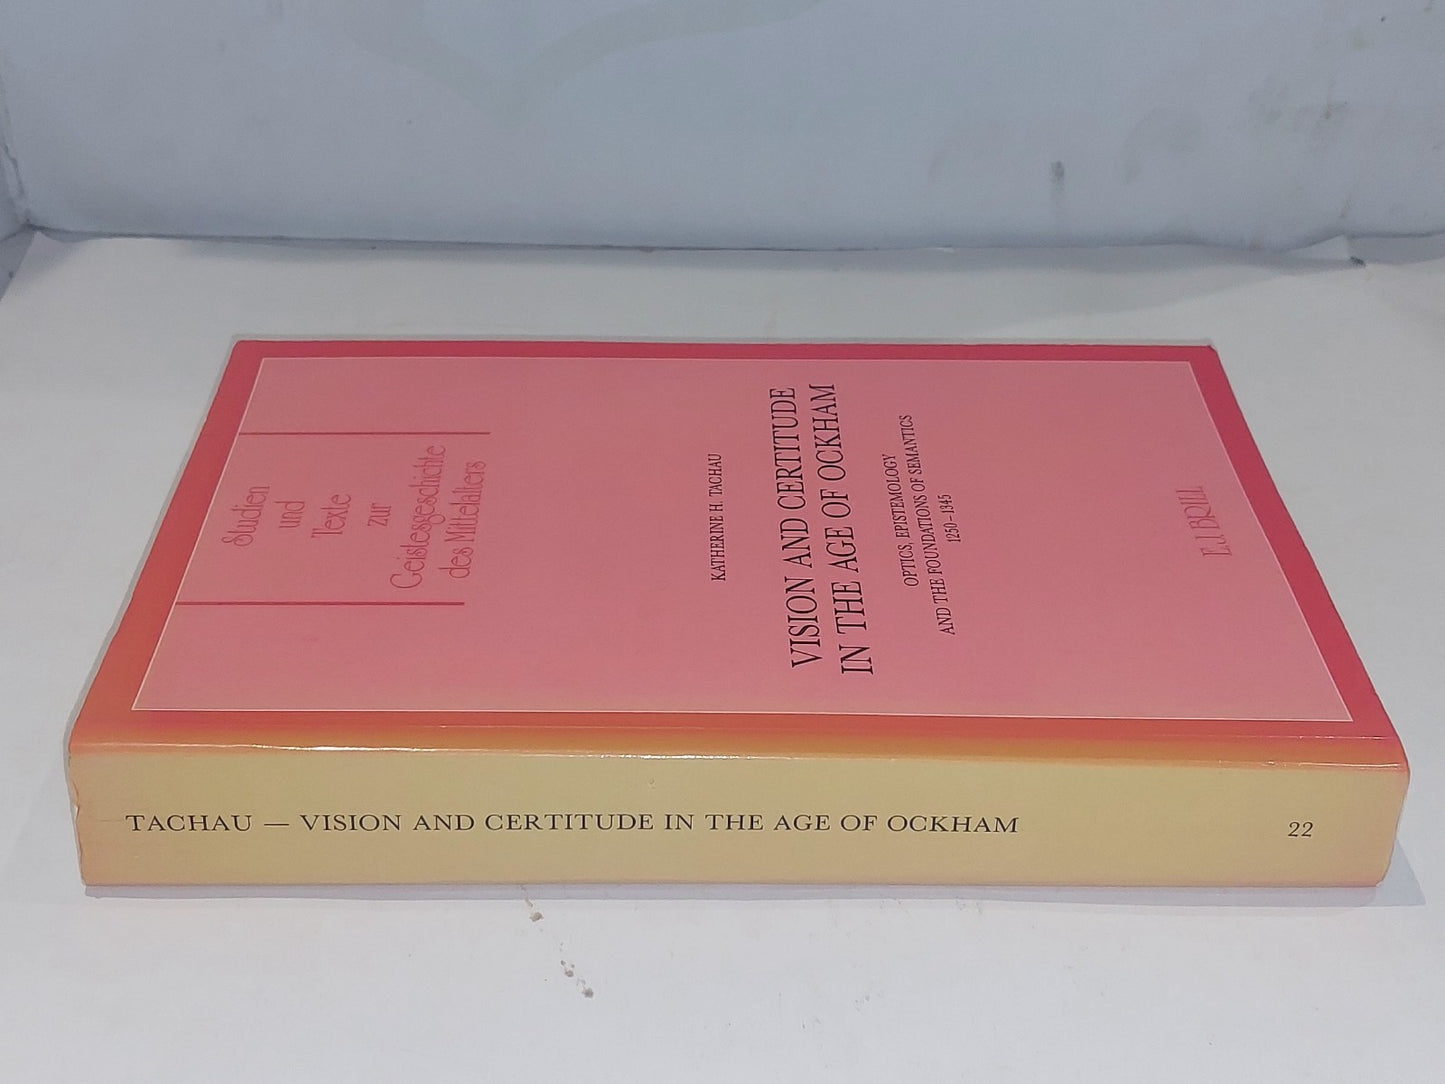 Studien
und
Texte
zur
Geistesgeschichte
des Mittelalters
KATHERINE H. TACHAU
VISION AND CERTITUDE
IN THE AGE OF OCKHAM
OPTICS, EPISTEMOLOGY
AND THE FOUNDATIONS OF SEMANTICS
1250–1345
E.J. BRILL
TACHAU — VISION AND CERTITUDE IN THE AGE OF OCKHAM 22